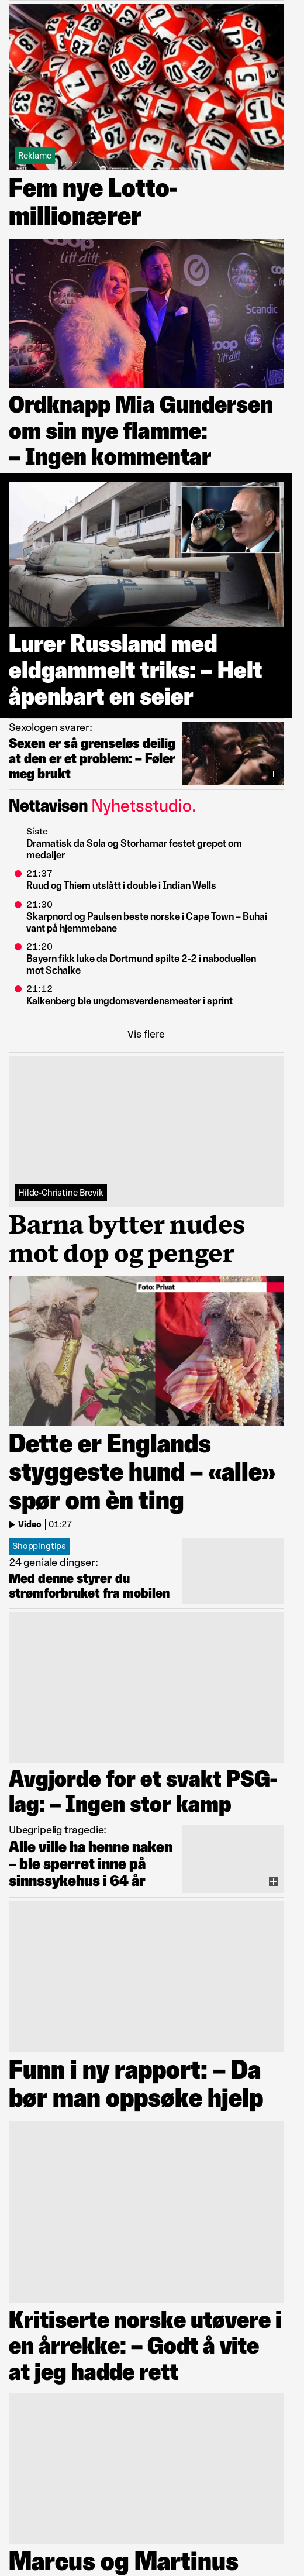 Reklame
Fem nye Lotto-
millionærer
coop
Litt ditt
Scandic
coop
Litt ditt
Ordknapp Mia Gundersen
om sin nye flamme:
– Ingen kommentar
Lurer Russland med
eldgammelt triks: – Helt
åpenbart en seier
Sexologen svarer:
Sexen er så grenseløs deilig
at den er et problem: – Føler
meg brukt
Nettavisen Nyhetsstudio.
Siste
Dramatisk da Sola og Storhamar festet grepet om
medaljer
21:37
Ruud og Thiem utslått i double i Indian Wells
21:30
Skarpnord og Paulsen beste norske i Cape Town – Buhai
vant på hjemmebane
21:20
Bayern fikk luke da Dortmund spilte 2-2 i naboduellen
mot Schalke
21:12
Kalkenberg ble ungdomsverdensmester i sprint
Vis flere
Hilde-Christine Brevik
Barna bytter nudes
mot dop og penger
Foto: Privat
Dette er Englands
styggeste hund – «alle»
spør om èn ting
Video | 01:27
Shoppingtips
24 geniale dingser:
Med denne styrer du
strømforbruket fra mobilen
Avgjorde for et svakt PSG-
lag: – Ingen stor kamp
Ubegripelig tragedie:
Alle ville ha henne naken
– ble sperret inne på
sinnssykehus i 64 år
Funn i ny rapport: – Da
bør man oppsøke hjelp
Kritiserte norske utøvere i
en årrekke: – Godt å vite
at jeg hadde rett
Marcus og Martinus